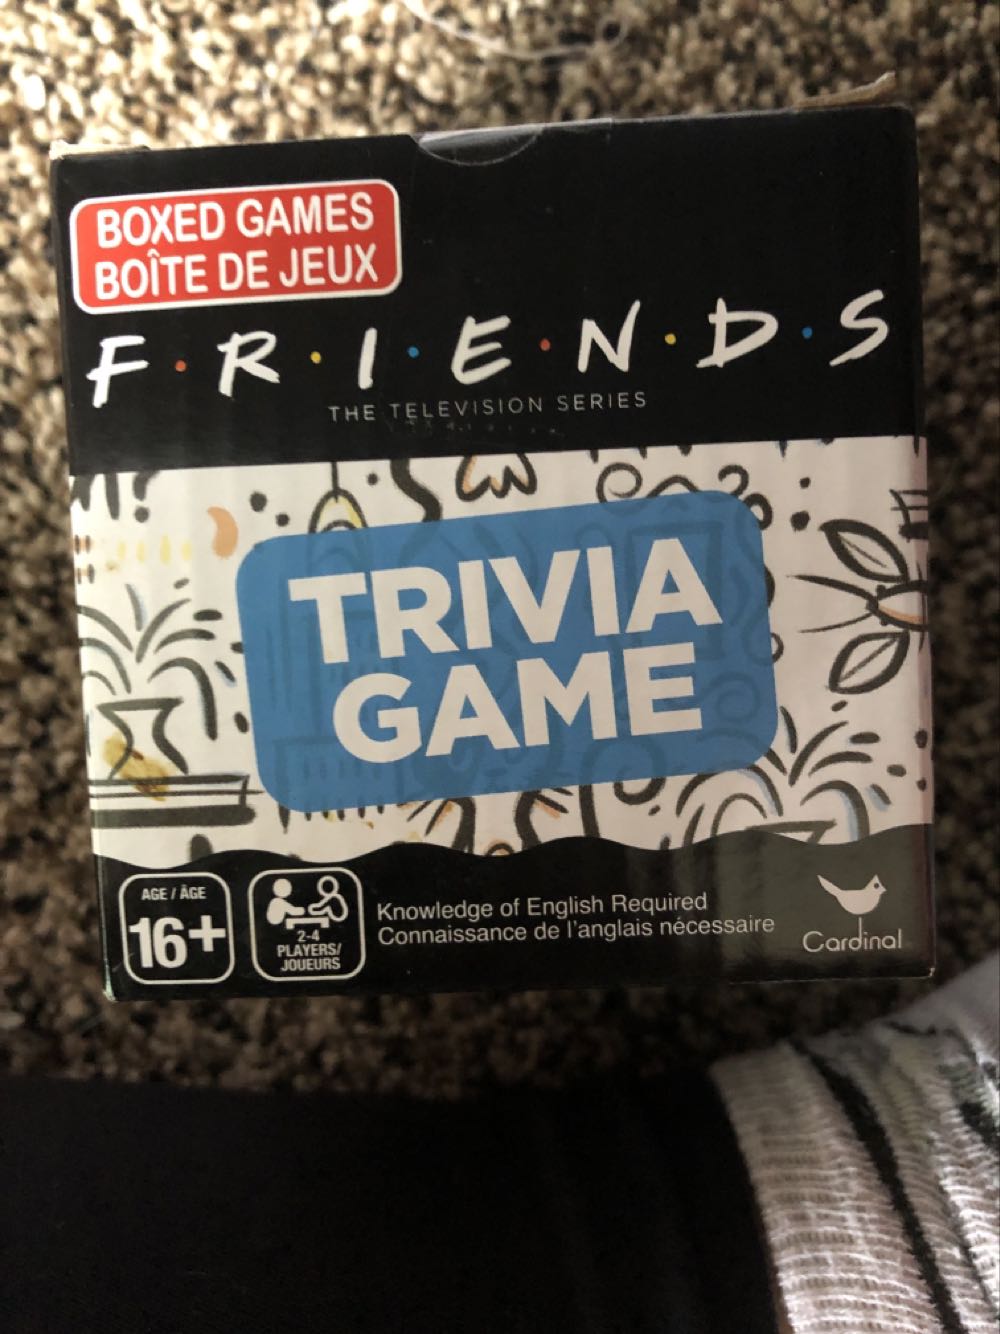 BOXED GAMES
BOÎTE DE JEUX
F·R·I·E·N·D·S
THE TELEVISION SERIES
TRIVIA
GAME
AGE / ÂGE
16+
2-4
PLAYERS/
JOUEURS
Knowledge of English Required
Connaissance de l'anglais nécessaire
Cardinal